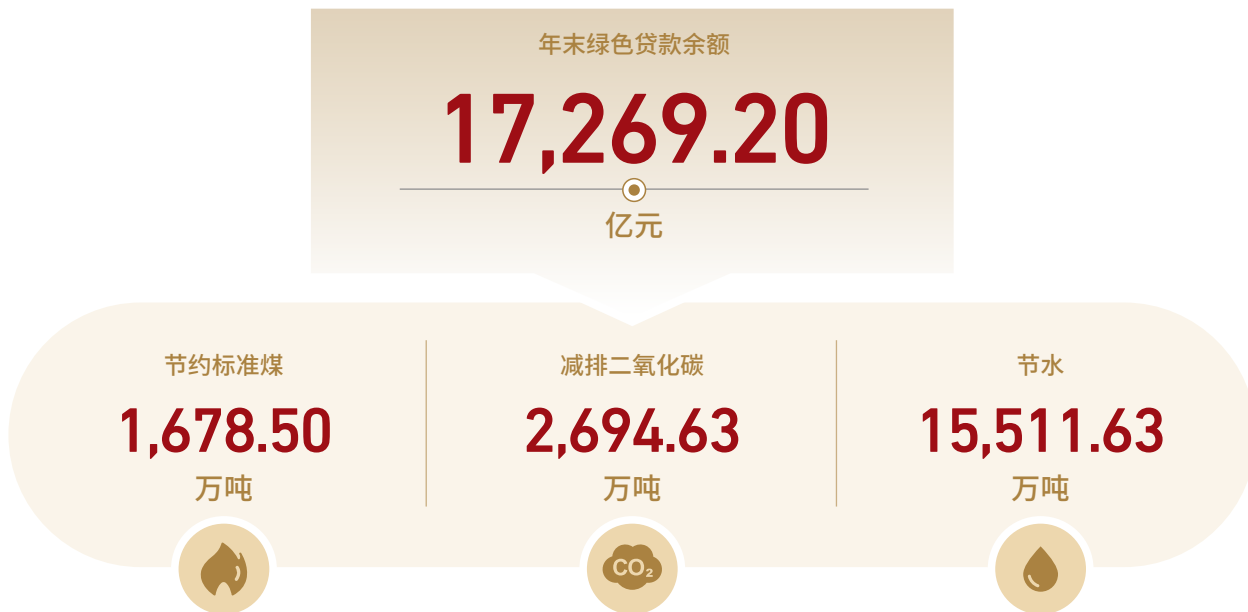 年末绿色贷款余额
17,269.20
亿元
节约标准煤
1,678.50
万吨
减排二氧化碳
2,694.63
万吨
节水
15,511.63
万吨
CO₂